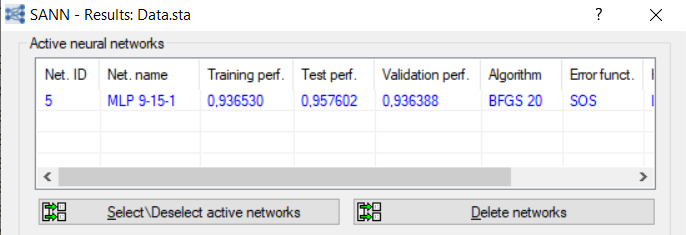 SANN - Results: Data.sta
Active neural networks
Net. ID Net. name Training perf. Test perf. Validation perf. Algorithm Error funct.
5 MLP 9-15-1 0,936530 0,957602 0,936388 BFGS 20 SOS
Select\Deselect active networks Delete networks